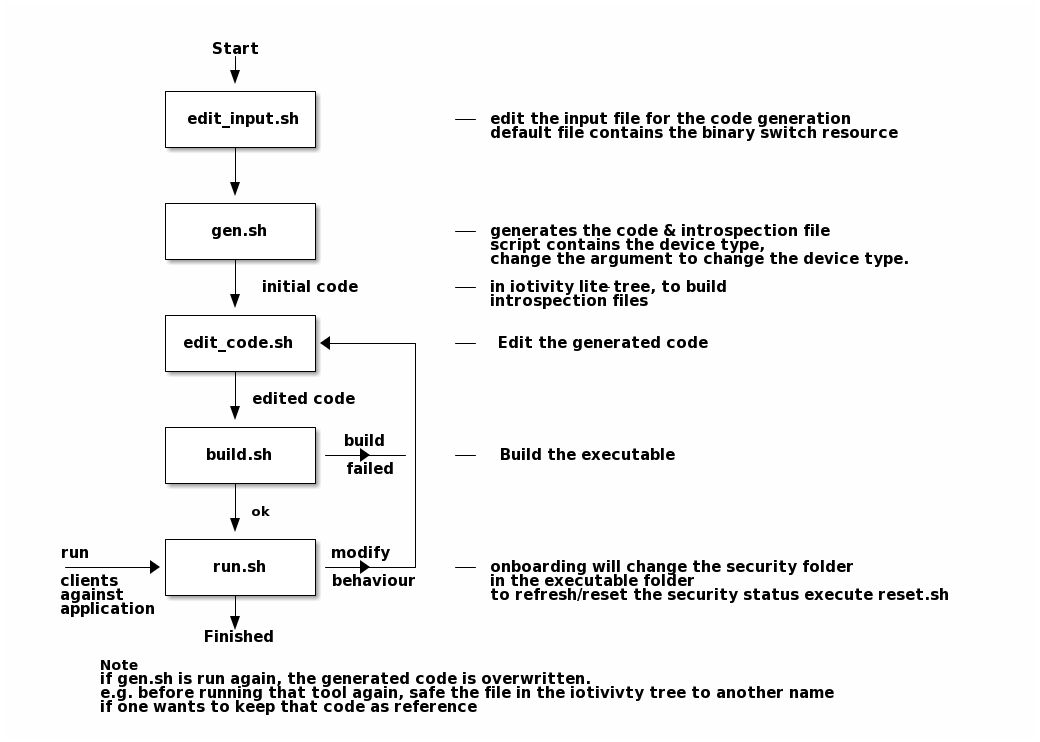 Start
edit_input.sh
edit the input file for the code generation
default file contains the binary switch resource
gen.sh
generates the code & introspection file
script contains the device type,
change the argument to change the device type.
initial code
in iotivity lite-tree, to build
introspection files
edit_code.sh
Edit the generated code
edited code
build.sh
build
failed
Build the executable
ok
run
clients
against
application
run.sh
modify
behaviour
onboarding will change the security folder
in the executable folder
to refresh/reset the security status execute reset.sh
Finished
Note
if gen.sh is run again, the generated code is overwritten.
e.g. before running that tool again, safe the file in the iotivivty tree to another name
if one wants to keep that code as reference